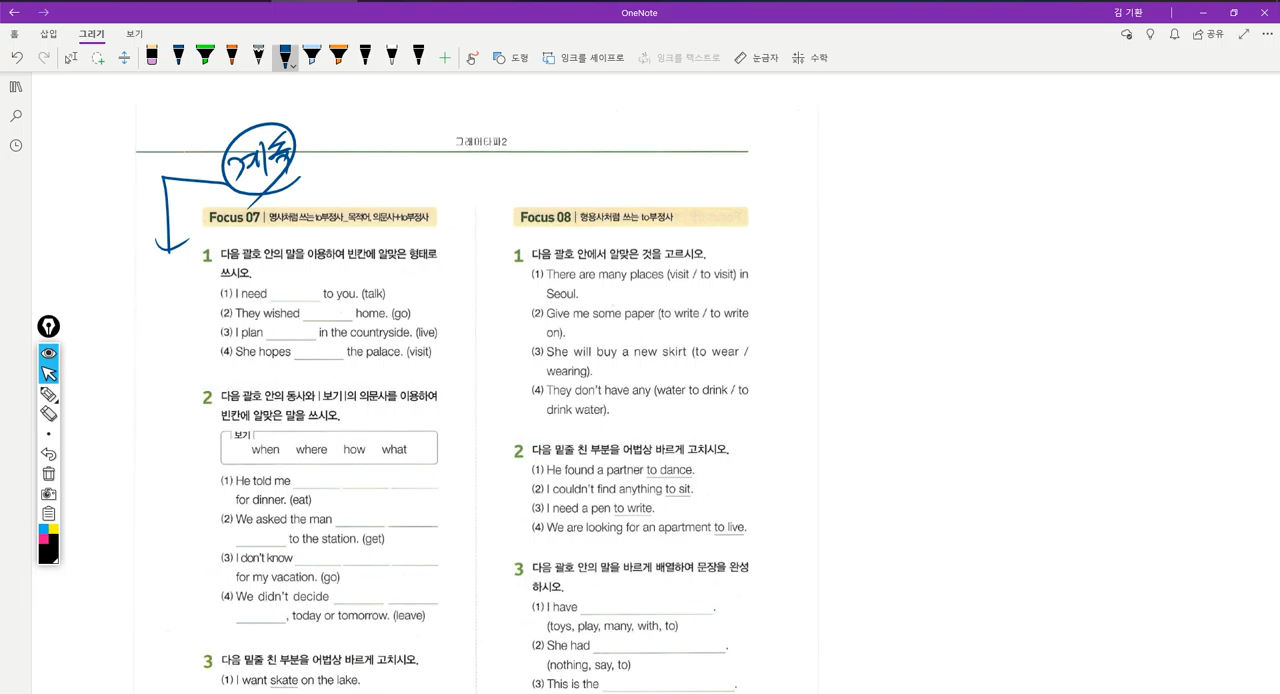 OneNote
김 기환
홈 삽입 그리기 보기
공유
도형 잉크를 셰이프로 잉크를 텍스트로 눈금자 수학
그래머타파2
Focus 07 | 명사처럼 쓰는 to부정사_목적어, 의문사+to부정사
1 다음 괄호 안의 말을 이용하여 빈칸에 알맞은 형태로
쓰시오.
(1) I need ______ to you. (talk)
(2) They wished ______ home. (go)
(3) I plan ______ in the countryside. (live)
(4) She hopes ______ the palace. (visit)
2 다음 괄호 안의 동사와 |보기|의 의문사를 이용하여
빈칸에 알맞은 말을 쓰시오.
보기
when where how what
(1) He told me ______ ______ ______
for dinner. (eat)
(2) We asked the man ______ ______
______ to the station. (get)
(3) I don't know ______ ______ ______
for my vacation. (go)
(4) We didn't decide ______ ______
______, today or tomorrow. (leave)
3 다음 밑줄 친 부분을 어법상 바르게 고치시오.
(1) I want skate on the lake.
Focus 08 | 형용사처럼 쓰는 to부정사
1 다음 괄호 안에서 알맞은 것을 고르시오.
(1) There are many places (visit / to visit) in
Seoul.
(2) Give me some paper (to write / to write
on).
(3) She will buy a new skirt (to wear /
wearing).
(4) They don't have any (water to drink / to
drink water).
2 다음 밑줄 친 부분을 어법상 바르게 고치시오.
(1) He found a partner to dance.
(2) I couldn't find anything to sit.
(3) I need a pen to write.
(4) We are looking for an apartment to live.
3 다음 괄호 안의 말을 바르게 배열하여 문장을 완성
하시오.
(1) I have ______.
(toys, play, many, with, to)
(2) She had ______.
(nothing, say, to)
(3) This is the ______.